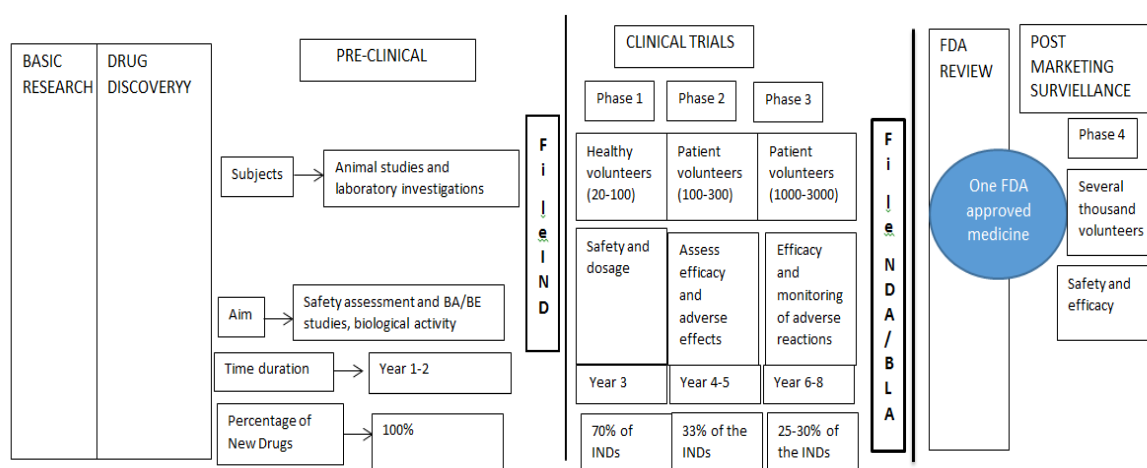 BASIC
RESEARCH
DRUG
DISCOVERYY
PRE-CLINICAL
Subjects
Animal studies and
laboratory investigations
Aim
Safety assessment and BA/BE
studies, biological activity
Time duration
Year 1-2
Percentage of
New Drugs
100%
F
i
l
e
I
N
D
CLINICAL TRIALS
Phase 1
Phase 2
Phase 3
Healthy
volunteers
(20-100)
Patient
volunteers
(100-300)
Patient
volunteers
(1000-3000)
Safety and
dosage
Assess
efficacy
and
adverse
effects
Efficacy
and
monitoring
of adverse
reactions
Year 3
Year 4-5
Year 6-8
70% of
INDs
33% of the
INDs
25-30% of
the INDs
F
i
l
e
N
D
A
/
B
L
A
FDA
REVIEW
One FDA
approved
medicine
POST
MARKETING
SURVIELLANCE
Phase 4
Several
thousand
volunteers
Safety and
efficacy